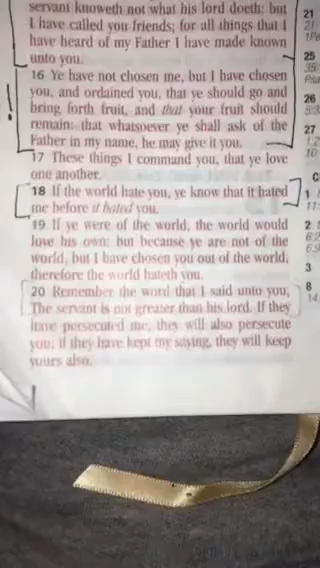 servant knoweth not what his lord doeth: but
I have called you friends; for all things that I
have heard of my Father I have made known
unto you.
16 Ye have not chosen me, but I have chosen
you, and ordained you, that ye should go and
bring forth fruit, and that your fruit should
remain: that whatsoever ye shall ask of the
Father in my name, he may give it you.
17 These things I command you, that ye love
one another.
18 If the world hate you, ye know that it hated
me before it hated you.
19 If ye were of the world, the world would
love his own: but because ye are not of the
world, but I have chosen you out of the world,
therefore the world hateth you.
20 Remember the word that I said unto you,
The servant is not greater than his lord. If they
have persecuted me, they will also persecute
you; if they have kept my saying, they will keep
yours also.
21
25
26
27
1
2
3
8